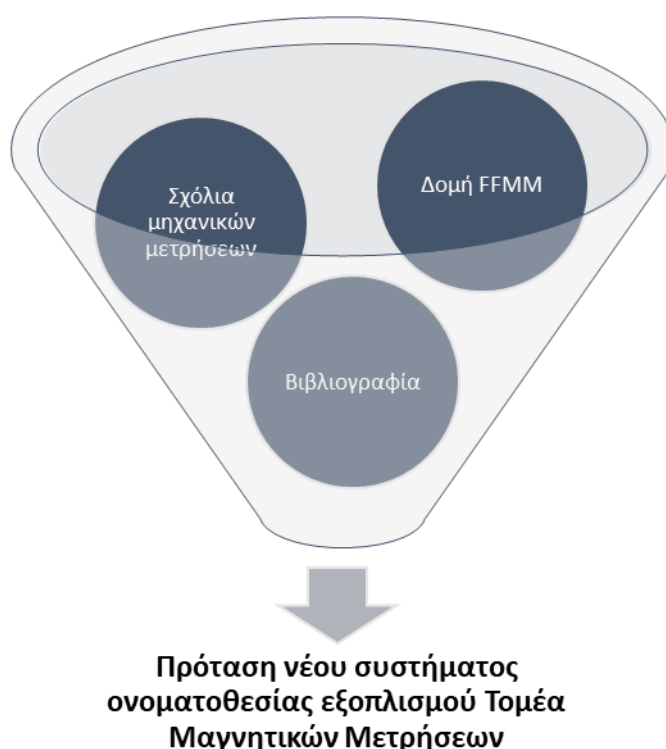 Σχόλια
μηχανικών
μετρήσεων
Δομή FFMM
Βιβλιογραφία
Πρόταση νέου συστήματος
ονοματοθεσίας εξοπλισμού Τομέα
Μαγνητικών Μετρήσεων